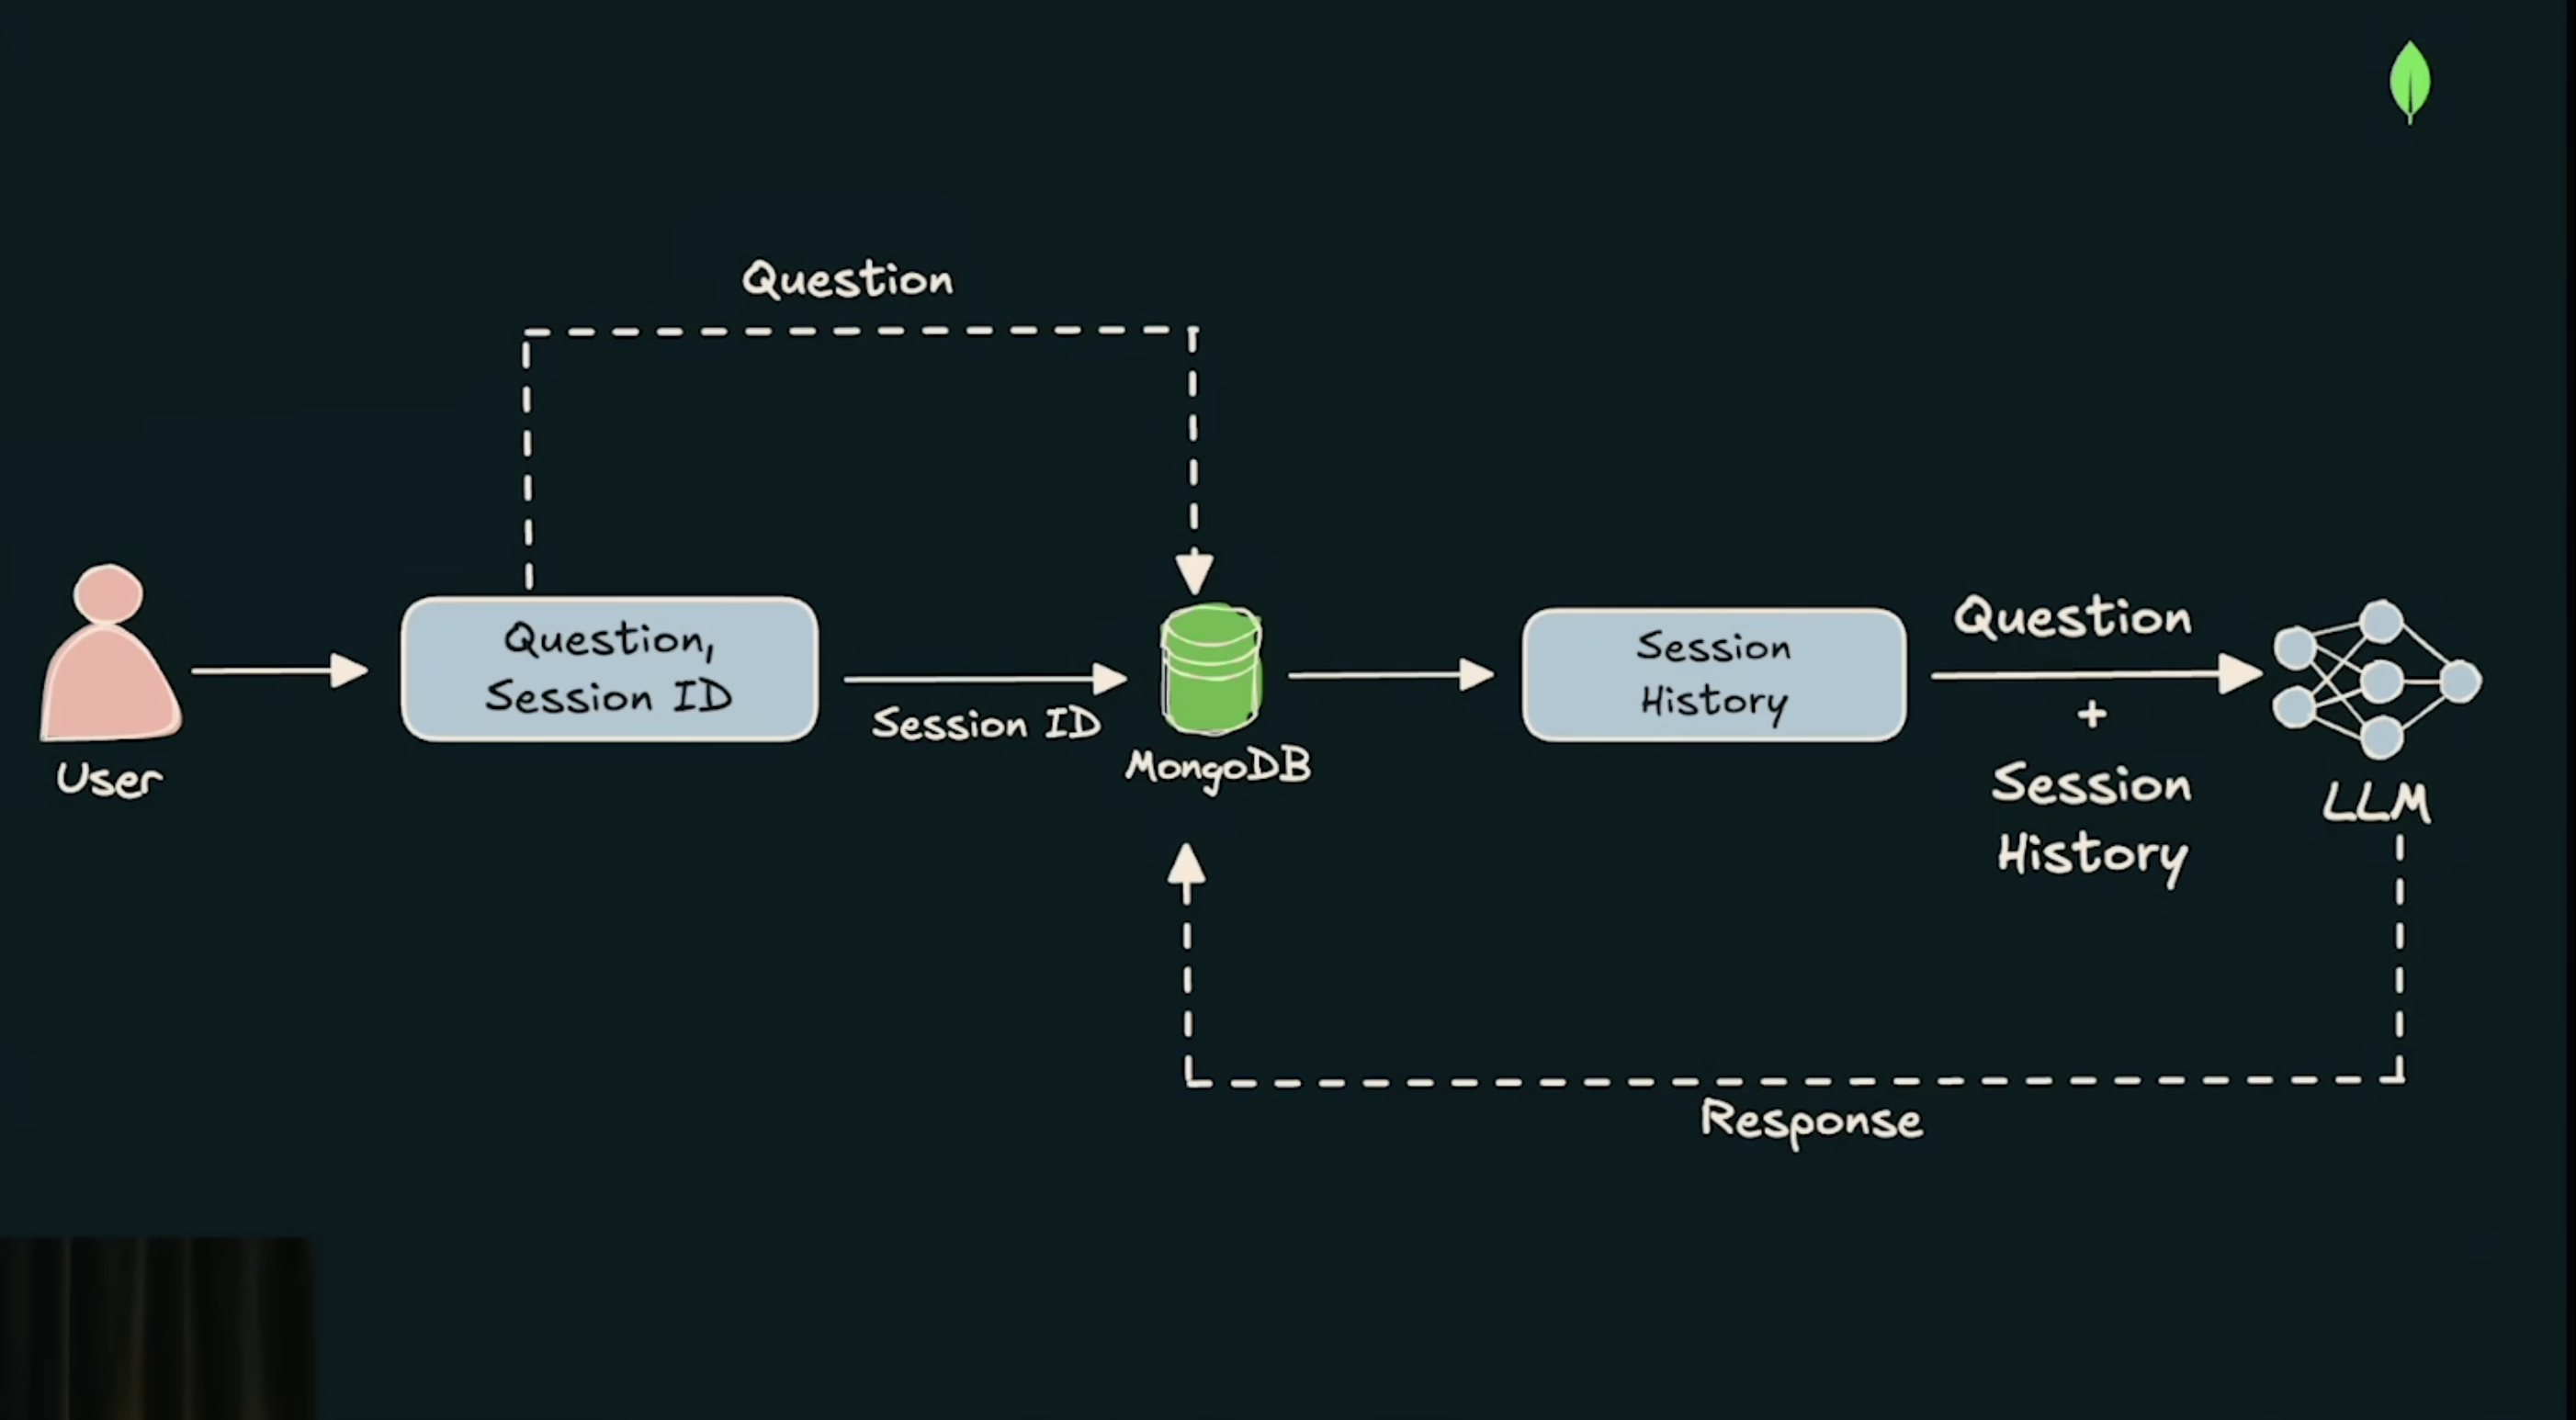 Question
Question,
Session ID
Session ID
MongoDB
User
Session
History
Question
+
Session
History
LLM
Response